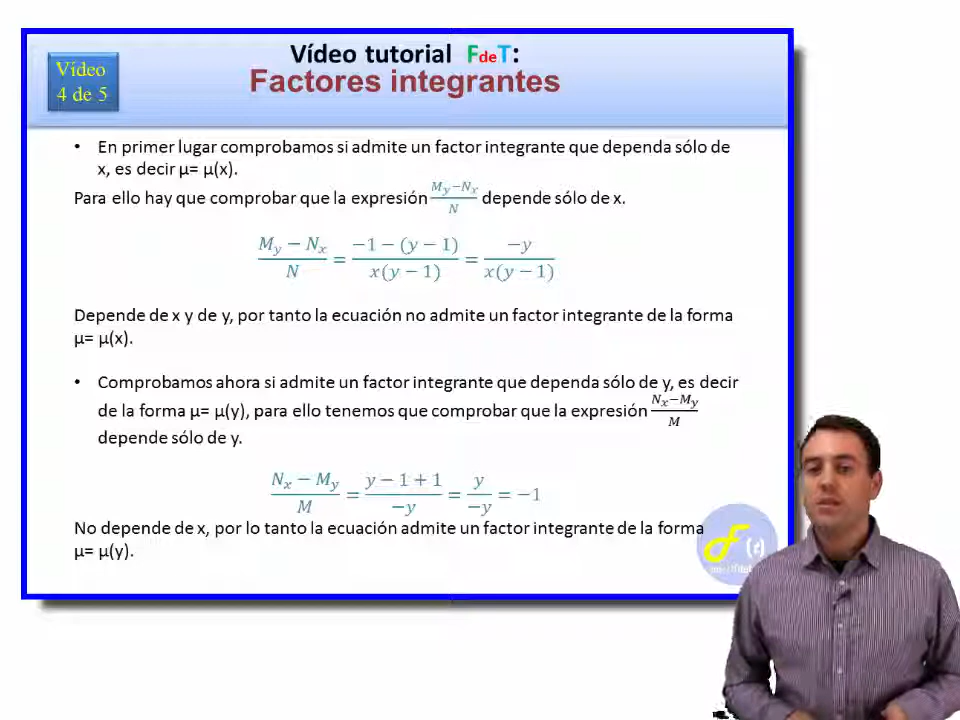 Vídeo tutorial FdeT:
Factores integrantes
Vídeo
4 de 5
• En primer lugar comprobamos si admite un factor integrante que dependa sólo de
x, es decir μ= μ(x).
Para ello hay que comprobar que la expresión (M_y−N_x)/N depende sólo de x.
(M_y − N_x)/N = (−1 − (y − 1))/(x(y − 1)) = −y/(x(y − 1))
Depende de x y de y, por tanto la ecuación no admite un factor integrante de la forma
μ= μ(x).
• Comprobamos ahora si admite un factor integrante que dependa sólo de y, es decir
de la forma μ= μ(y), para ello tenemos que comprobar que la expresión (N_x−M_y)/M
depende sólo de y.
(N_x − M_y)/M = (y − 1 + 1)/(−y) = y/(−y) = −1
No depende de x, por lo tanto la ecuación admite un factor integrante de la forma
μ= μ(y).